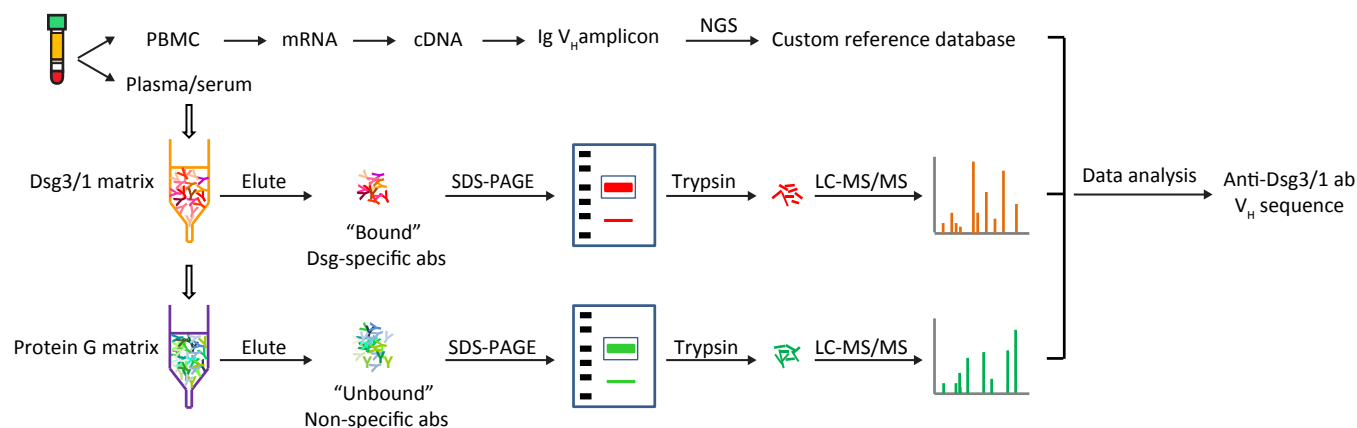 PBMC
mRNA
cDNA
Ig VH amplicon
NGS
Custom reference database
Plasma/serum
Dsg3/1 matrix
Elute
"Bound"
Dsg-specific abs
SDS-PAGE
Trypsin
LC-MS/MS
Data analysis
Anti-Dsg3/1 ab
VH sequence
Protein G matrix
Elute
"Unbound"
Non-specific abs
SDS-PAGE
Trypsin
LC-MS/MS